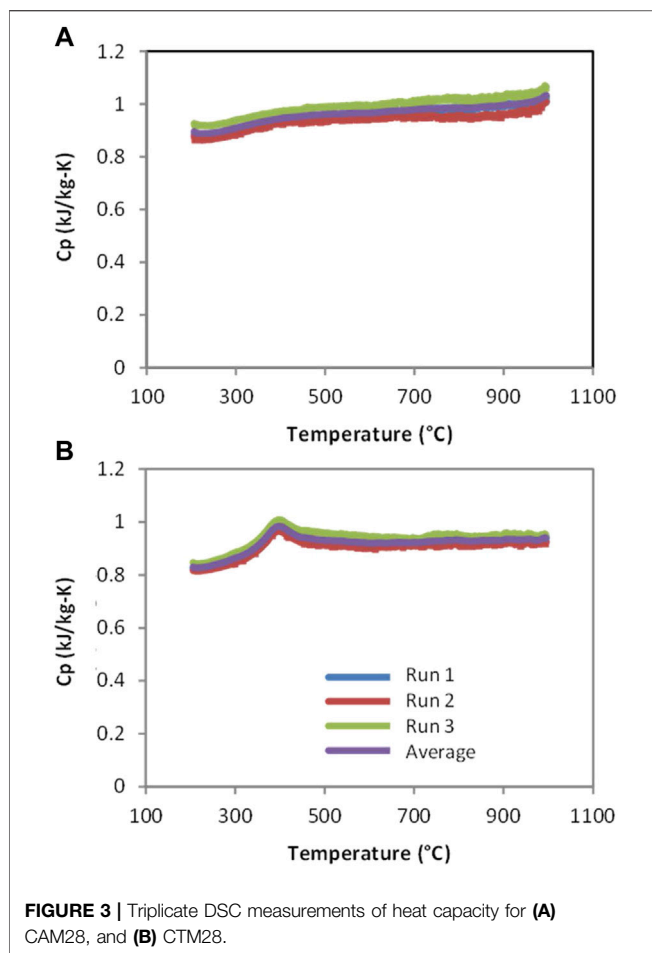 A
1.2
1
0.8
0.6
0.4
0.2
0
Cp (kJ/kg-K)
100 300 500 700 900 1100
Temperature (°C)
B
1.2
1
0.8
0.6
0.4
0.2
0
Cp (kJ/kg-K)
Run 1
Run 2
Run 3
Average
100 300 500 700 900 1100
Temperature (°C)
FIGURE 3 | Triplicate DSC measurements of heat capacity for (A)
CAM28, and (B) CTM28.